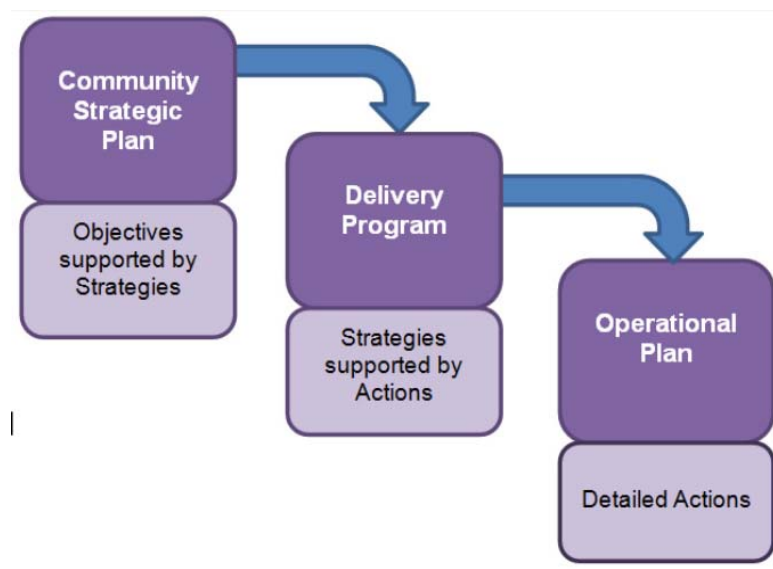 Community
Strategic
Plan
Objectives
supported by
Strategies
Delivery
Program
Strategies
supported by
Actions
Operational
Plan
Detailed Actions